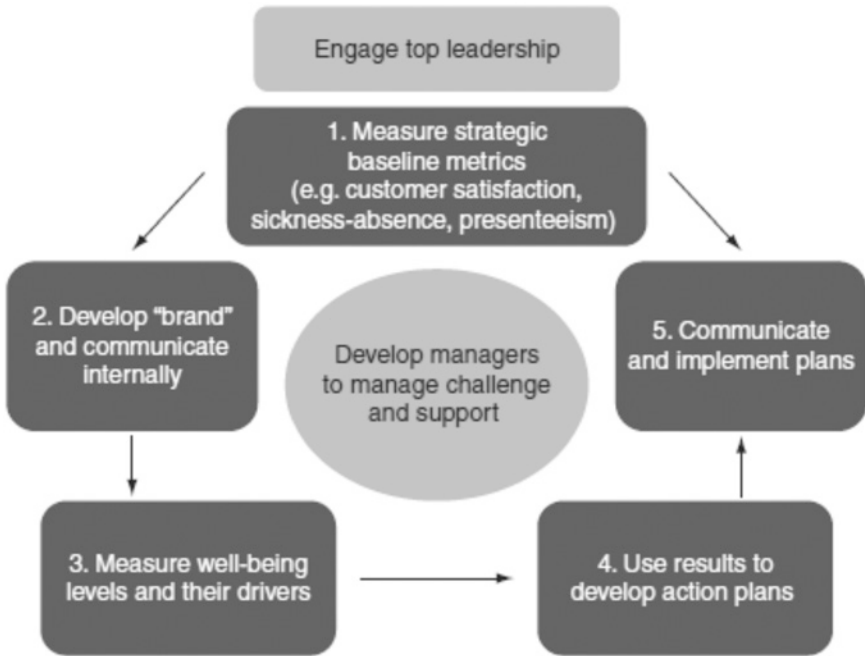 Engage top leadership
1. Measure strategic
baseline metrics
(e.g. customer satisfaction,
sickness-absence, presenteeism)
2. Develop “brand”
and communicate
internally
Develop managers
to manage challenge
and support
5. Communicate
and implement plans
3. Measure well-being
levels and their drivers
4. Use results to
develop action plans